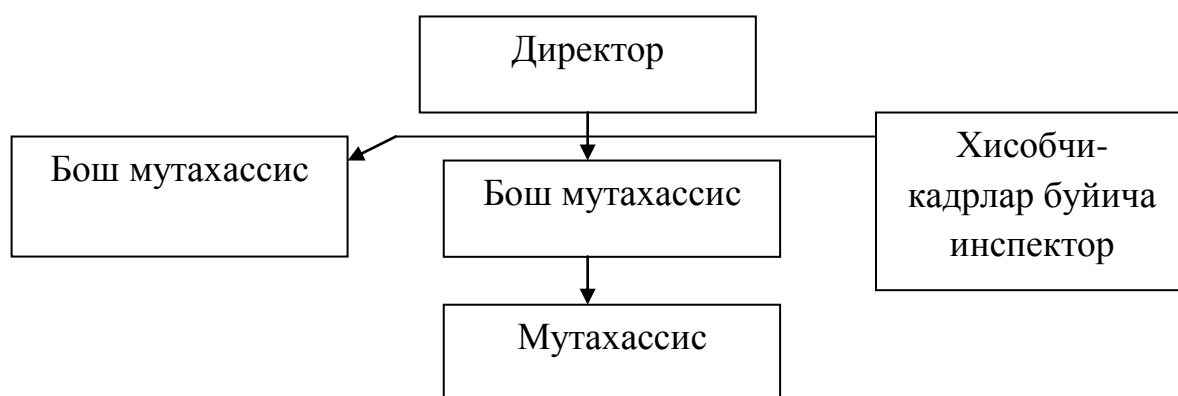 Директор
Бош мутахассис
Бош мутахассис
Хисобчи-
кадрлар буйича
инспектор
Мутахассис